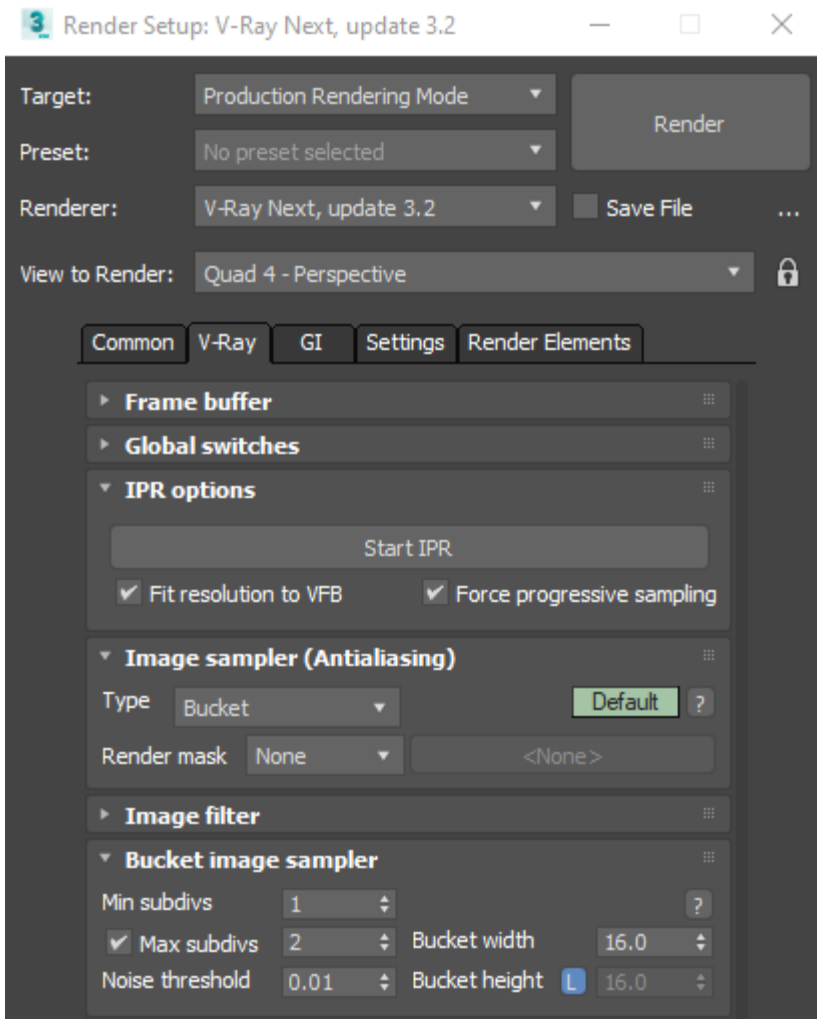 3 Render Setup: V-Ray Next, update 3.2
Target: Production Rendering Mode
Render
Preset: No preset selected
Renderer: V-Ray Next, update 3.2 Save File ...
View to Render: Quad 4 - Perspective
Common V-Ray GI Settings Render Elements
Frame buffer
Global switches
IPR options
Start IPR
Fit resolution to VFB Force progressive sampling
Image sampler (Antialiasing)
Type Bucket Default ?
Render mask None <None>
Image filter
Bucket image sampler
Min subdivs 1 ?
Max subdivs 2 Bucket width 16.0
Noise threshold 0.01 Bucket height L 16.0